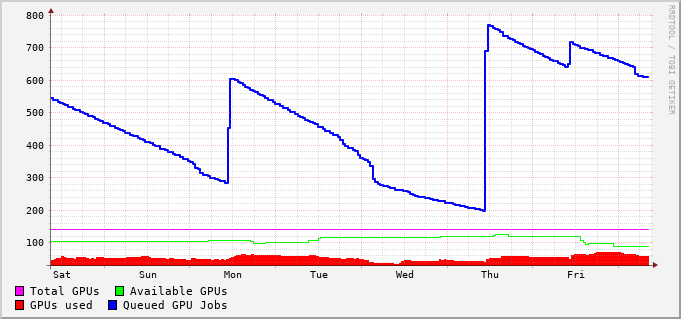 800
700
600
500
400
300
200
100
Sat Sun Mon Tue Wed Thu Fri
Total GPUs Available GPUs
GPUs used Queued GPU Jobs
RRDTOOL / TOBI OETIKER